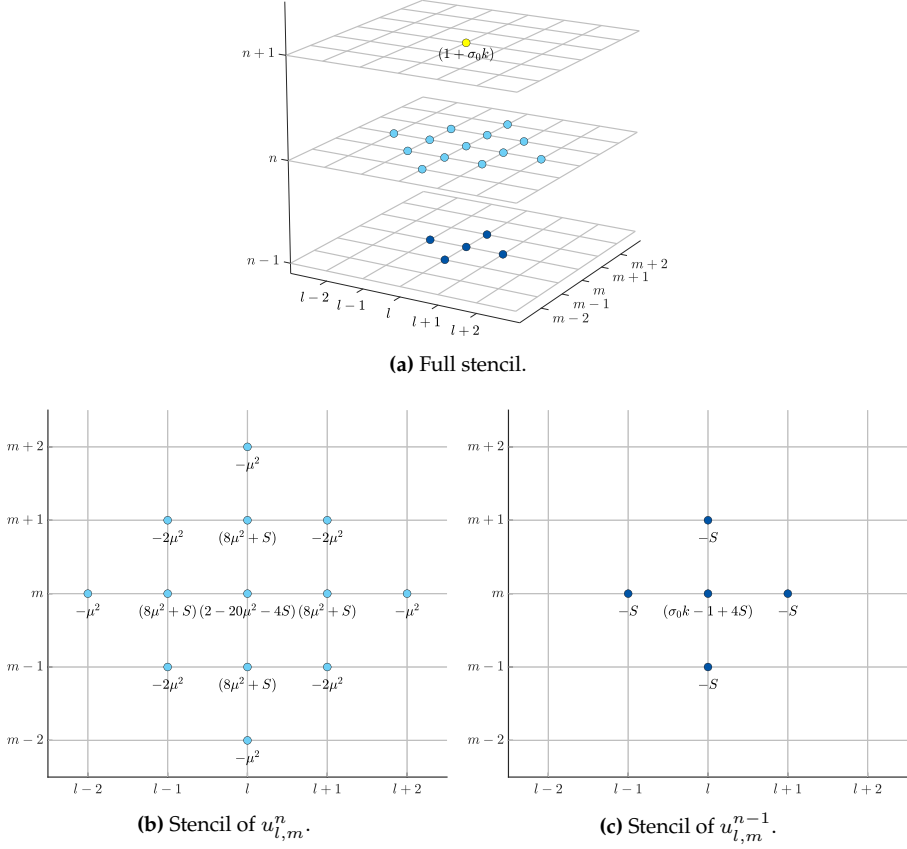 n + 1
(1 + σ₀k)
n
n − 1
m + 2
m + 1
m
m − 1
m − 2
l − 2
l − 1
l
l + 1
l + 2
(a) Full stencil.
m + 2
−μ²
m + 1
−2μ² (8μ² + S) −2μ²
m
−μ² (8μ² + S) (2 − 20μ² − 4S) (8μ² + S) −μ²
m − 1
−2μ² (8μ² + S) −2μ²
m − 2
−μ²
l − 2 l − 1 l l + 1 l + 2
(b) Stencil of uⁿ_{l,m}.
m + 2
m + 1
−S
m
−S (σ₀k − 1 + 4S) −S
m − 1
−S
m − 2
l − 2 l − 1 l l + 1 l + 2
(c) Stencil of uⁿ⁻¹_{l,m}.